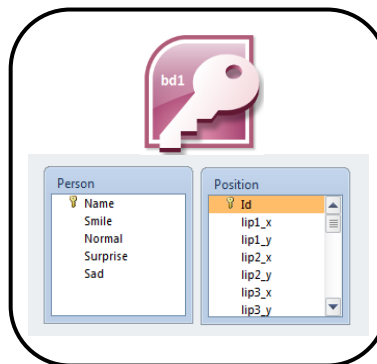 bd1
Person
Name
Smile
Normal
Surprise
Sad
Position
Id
lip1_x
lip1_y
lip2_x
lip2_y
lip3_x
lip3_y